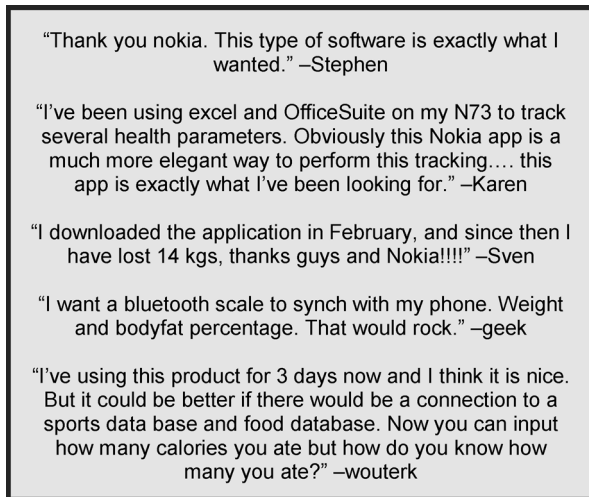 “Thank you nokia. This type of software is exactly what I
wanted.” –Stephen
“I’ve been using excel and OfficeSuite on my N73 to track
several health parameters. Obviously this Nokia app is a
much more elegant way to perform this tracking…. this
app is exactly what I’ve been looking for.” –Karen
“I downloaded the application in February, and since then I
have lost 14 kgs, thanks guys and Nokia!!!!” –Sven
“I want a bluetooth scale to synch with my phone. Weight
and bodyfat percentage. That would rock.” –geek
“I’ve using this product for 3 days now and I think it is nice.
But it could be better if there would be a connection to a
sports data base and food database. Now you can input
how many calories you ate but how do you know how
many you ate?” –wouterk